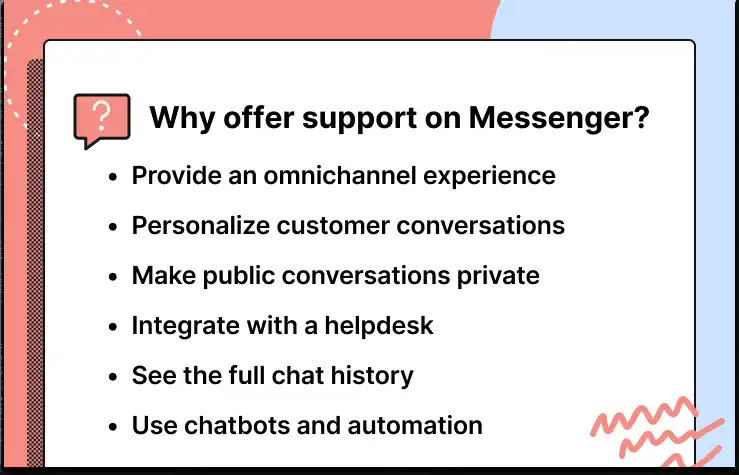 Why offer support on Messenger?
• Provide an omnichannel experience
• Personalize customer conversations
• Make public conversations private
• Integrate with a helpdesk
• See the full chat history
• Use chatbots and automation